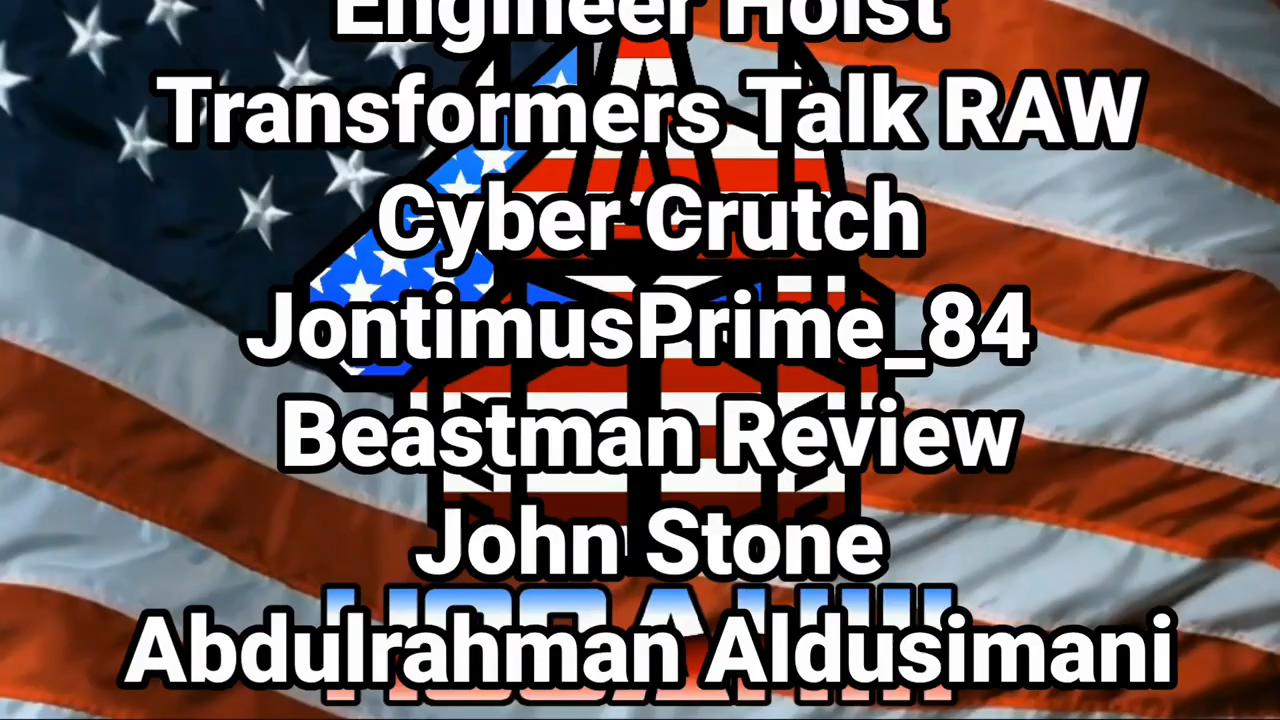 Engineer Hoist
Transformers Talk RAW
Cyber Crutch
JontimusPrime_84
Beastman Review
John Stone
Abdulrahman Aldusimani